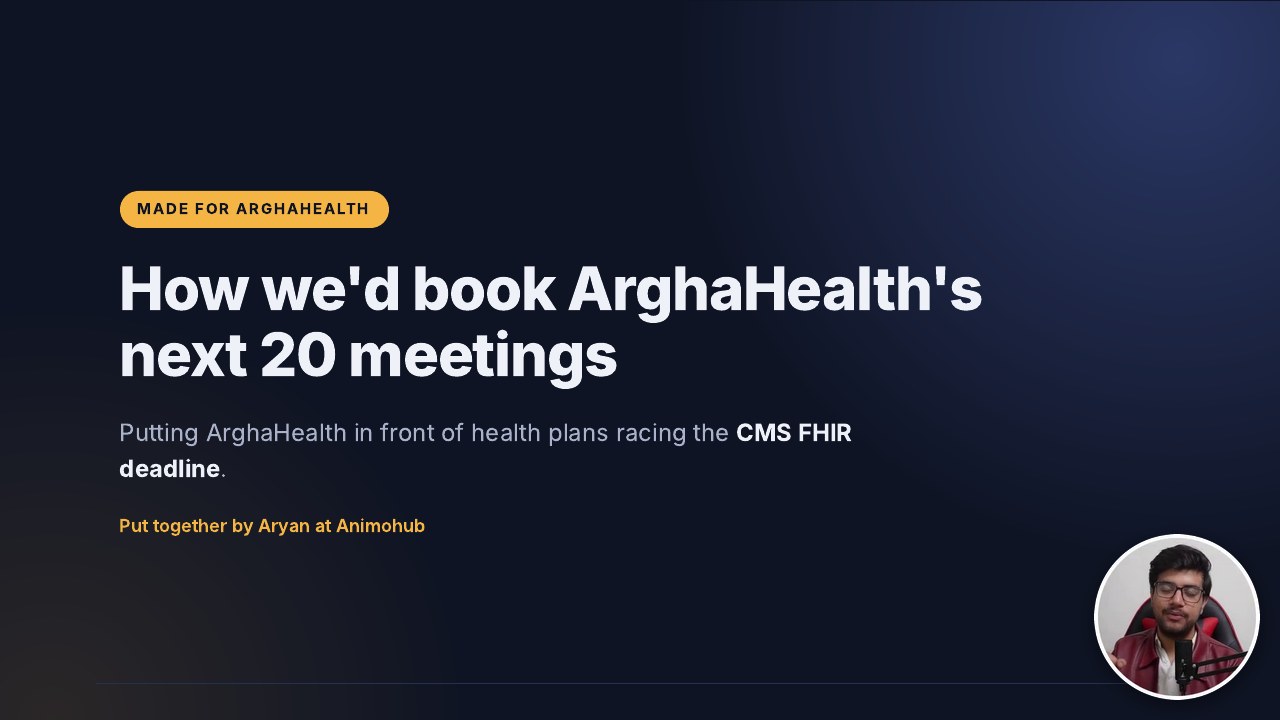 MADE FOR ARGHAHEALTH
How we'd book ArghaHealth's
next 20 meetings
Putting ArghaHealth in front of health plans racing the CMS FHIR
deadline.
Put together by Aryan at Animohub